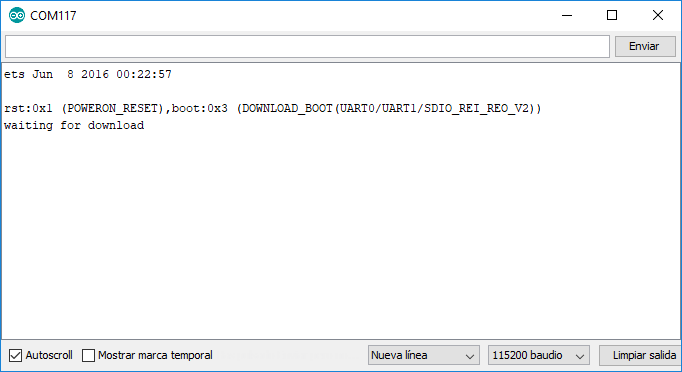 COM117
Enviar
ets Jun  8 2016 00:22:57
rst:0x1 (POWERON_RESET),boot:0x3 (DOWNLOAD_BOOT(UART0/UART1/SDIO_REI_REO_V2))
waiting for download
Autoscroll Mostrar marca temporal Nueva línea 115200 baudio Limpiar salida